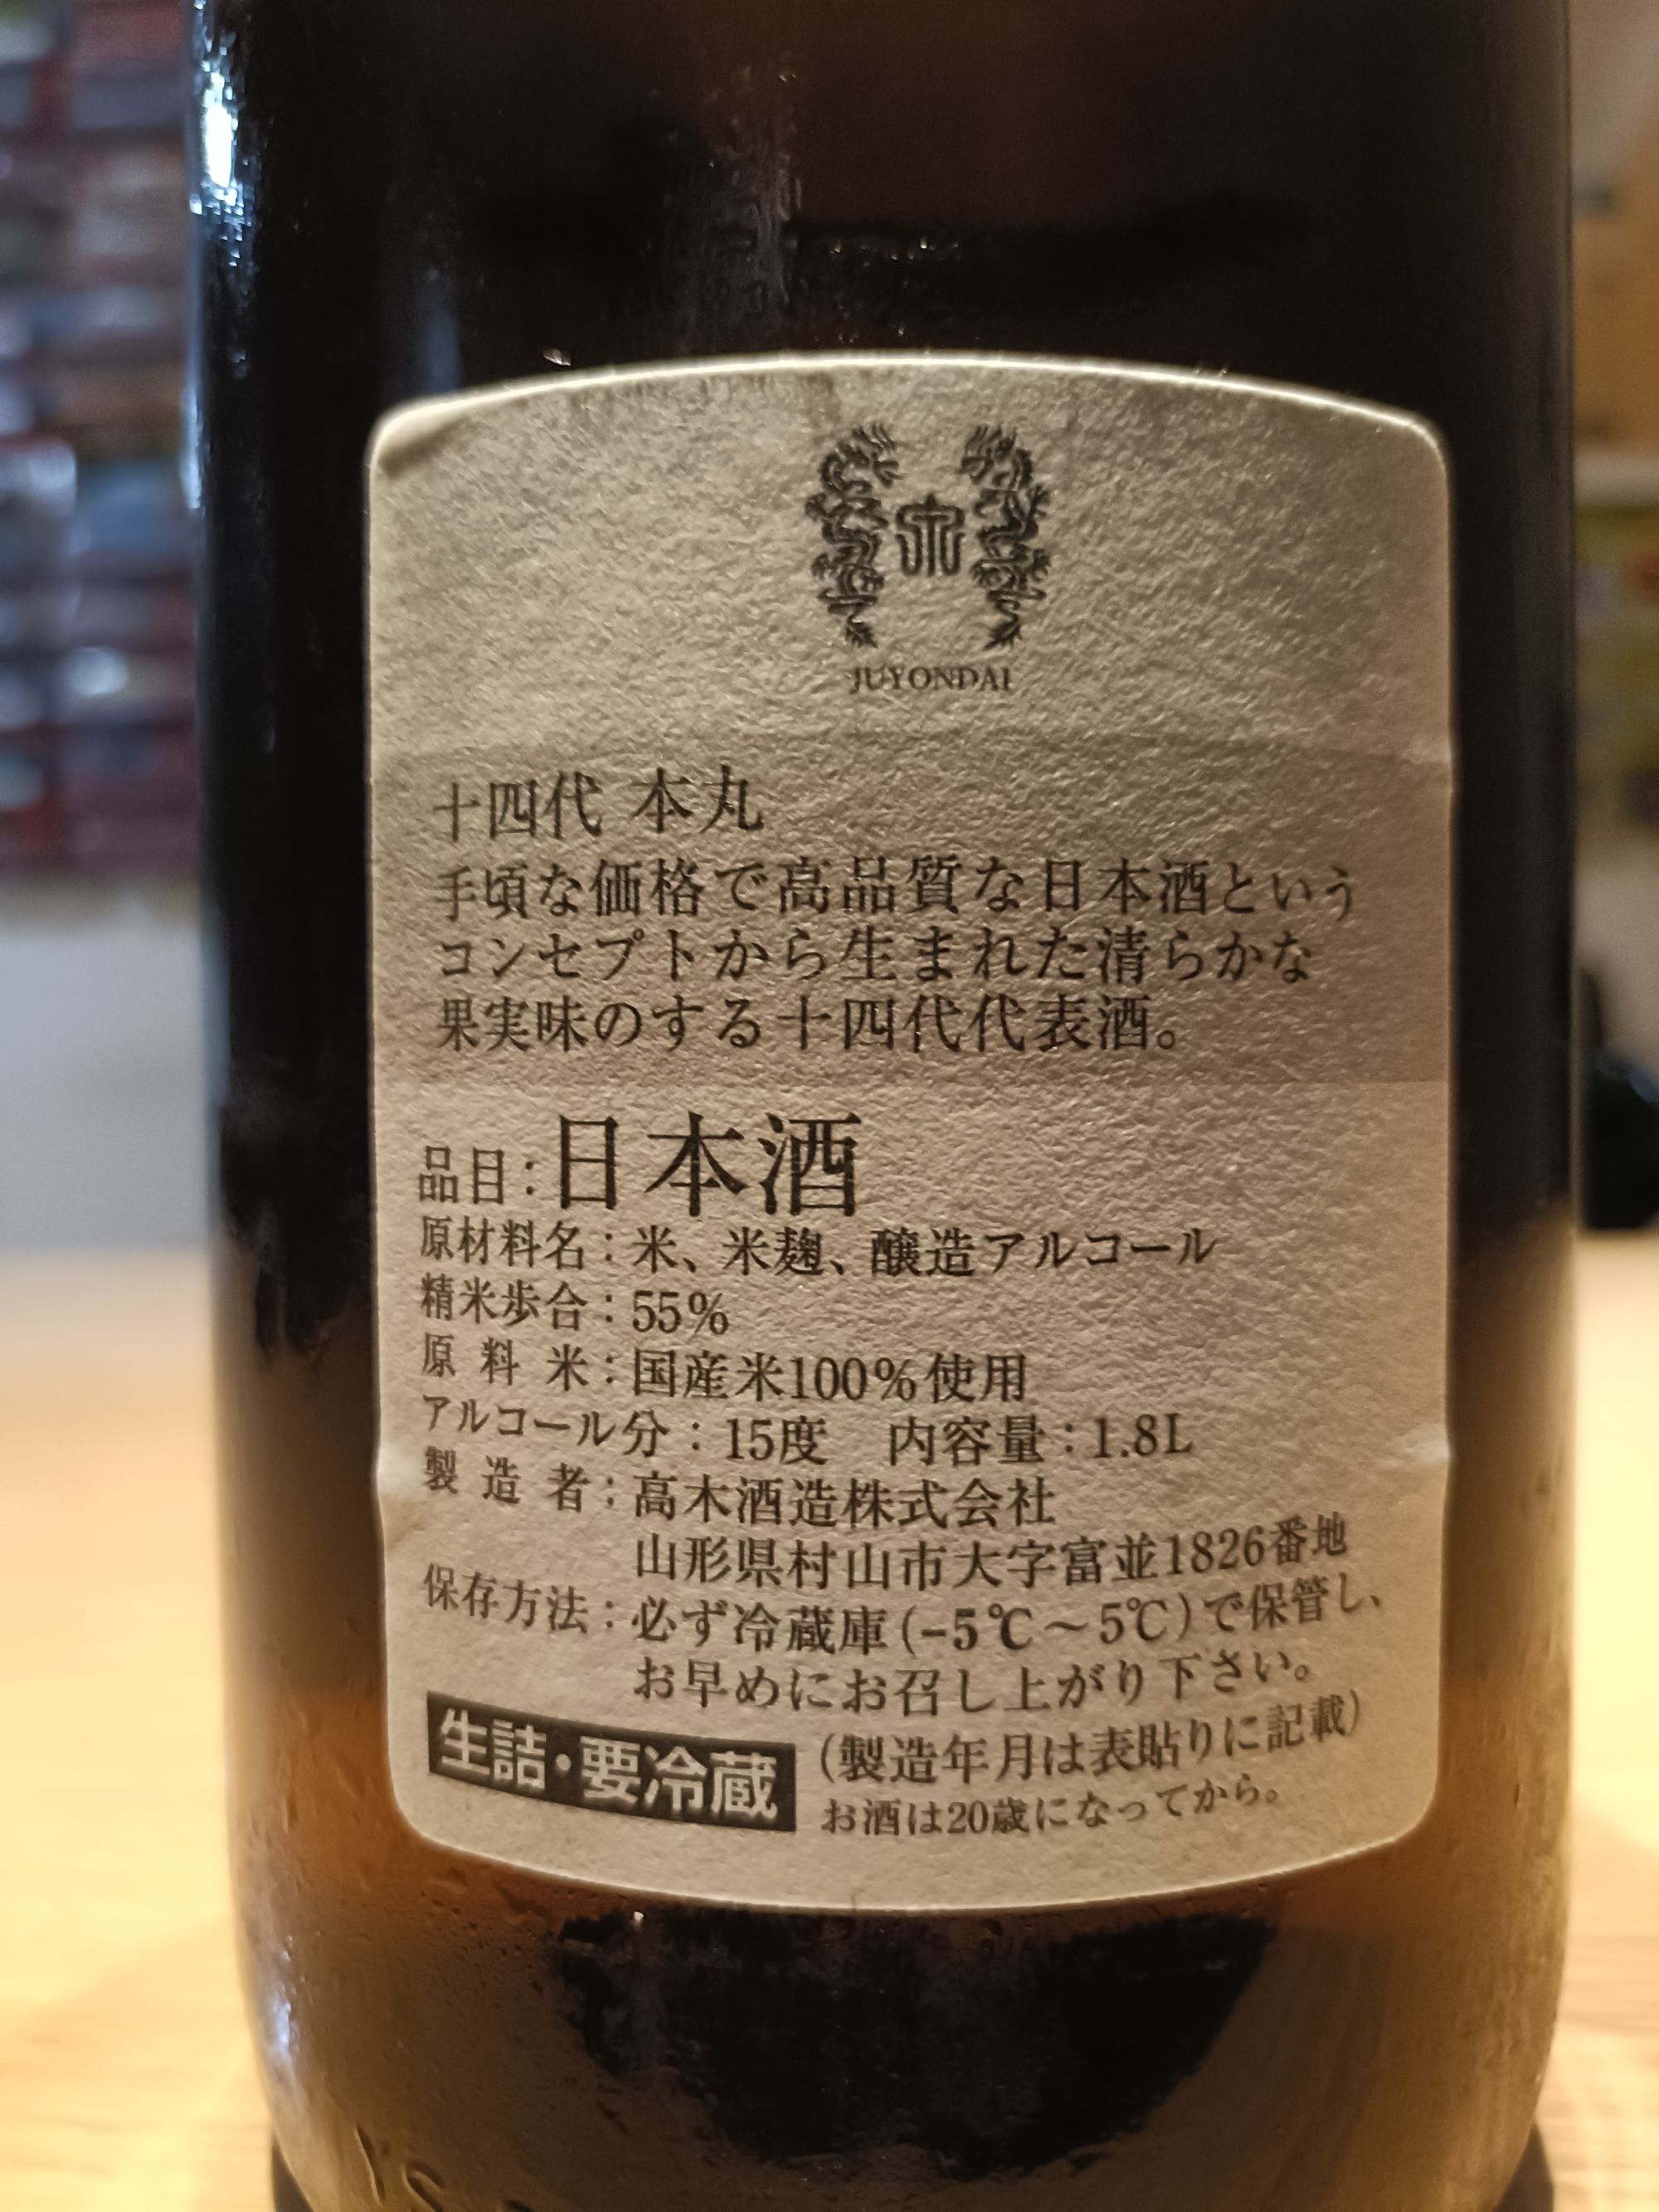 JUYONDAI
十四代 本丸
手頃な価格で高品質な日本酒という
コンセプトから生まれた清らかな
果実味のする十四代代表酒。
品目:日本酒
原材料名:米、米麹、醸造アルコール
精米歩合:55%
原料米:国産米100%使用
アルコール分:15度 内容量:1.8L
製造者:高木酒造株式会社
山形県村山市大字富並1826番地
保存方法:必ず冷蔵庫(-5℃～5℃)で保管し、
お早めにお召し上がり下さい。
生詰・要冷蔵
(製造年月は表貼りに記載)
お酒は20歳になってから。